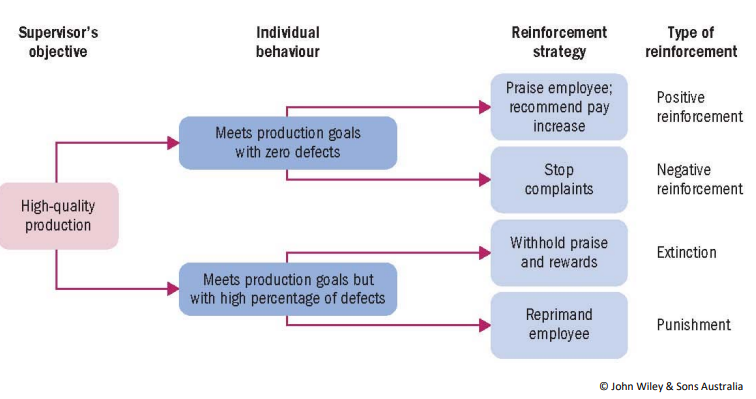 Supervisor's
objective
Individual
behaviour
Reinforcement
strategy
Type of
reinforcement
High-quality
production
Meets production goals
with zero defects
Meets production goals but
with high percentage of defects
Praise employee;
recommend pay
increase
Positive
reinforcement
Stop
complaints
Negative
reinforcement
Withhold praise
and rewards
Extinction
Reprimand
employee
Punishment
© John Wiley & Sons Australia